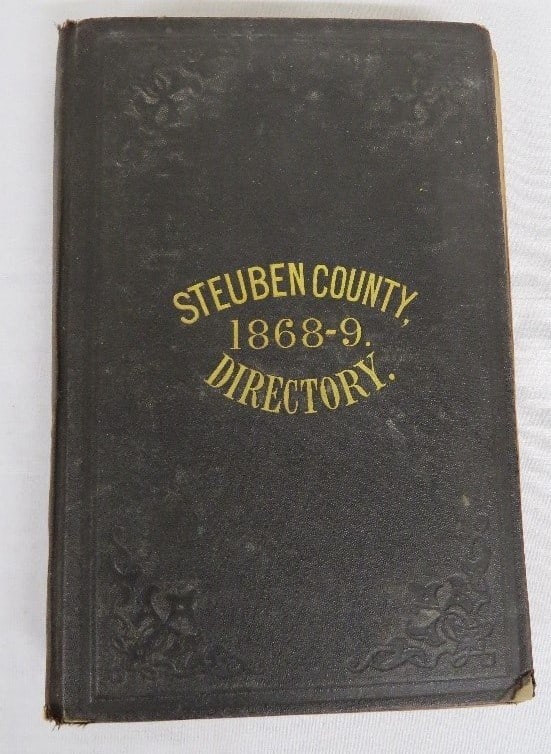 STEUBEN COUNTY,
1868-9.
DIRECTORY.